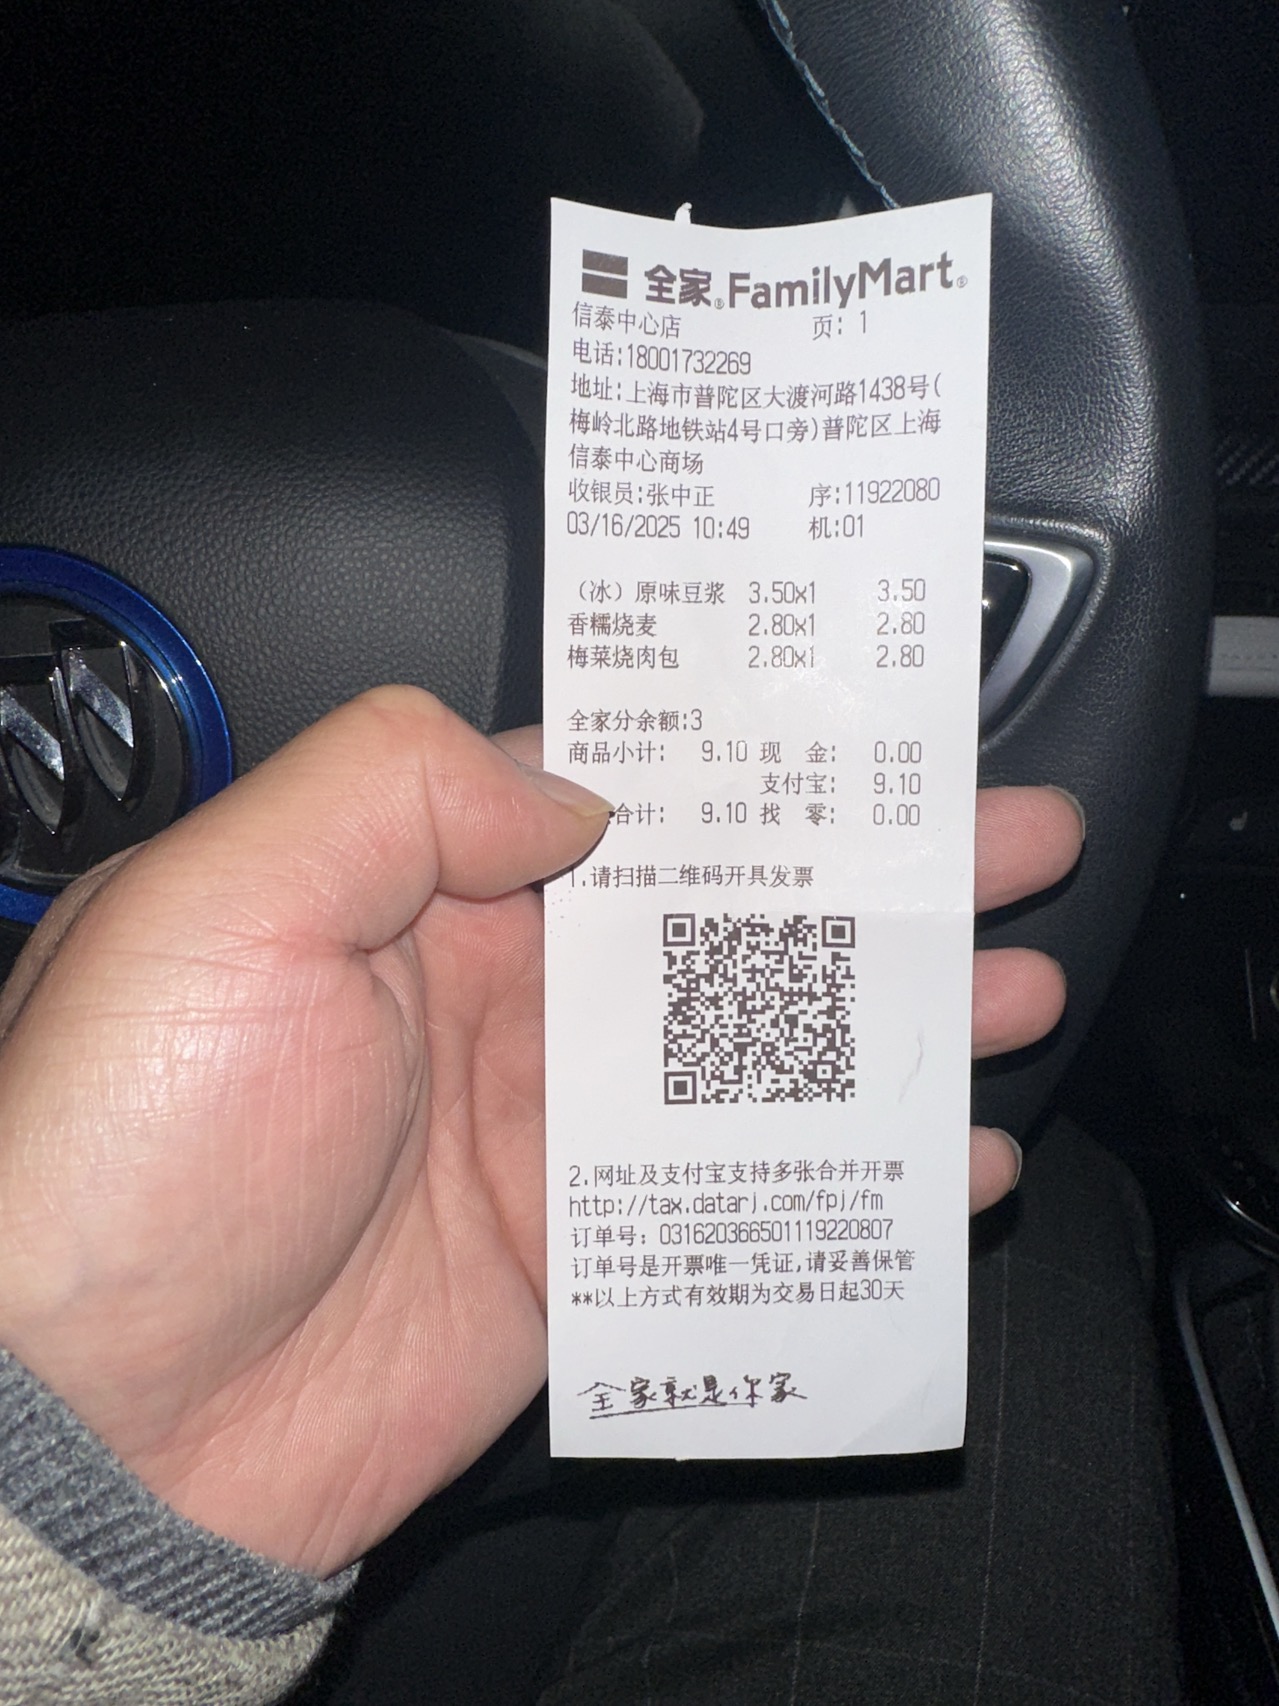 全家® FamilyMart®
信泰中心店 页: 1
电话:18001732269
地址:上海市普陀区大渡河路1438号(
梅岭北路地铁站4号口旁)普陀区上海
信泰中心商场
收银员:张中正 序:11922080
03/16/2025 10:49 机:01
(冰)原味豆浆 3.50x1 3.50
香糯烧麦 2.80x1 2.80
梅菜烧肉包 2.80x1 2.80
全家分余额:3
商品小计: 9.10 现 金: 0.00
支付宝: 9.10
合计: 9.10 找 零: 0.00
1.请扫描二维码开具发票
2.网址及支付宝支持多张合并开票
http://tax.datarj.com/fpj/fm
订单号: 031620366501119220807
订单号是开票唯一凭证,请妥善保管
**以上方式有效期为交易日起30天
全家就是你家